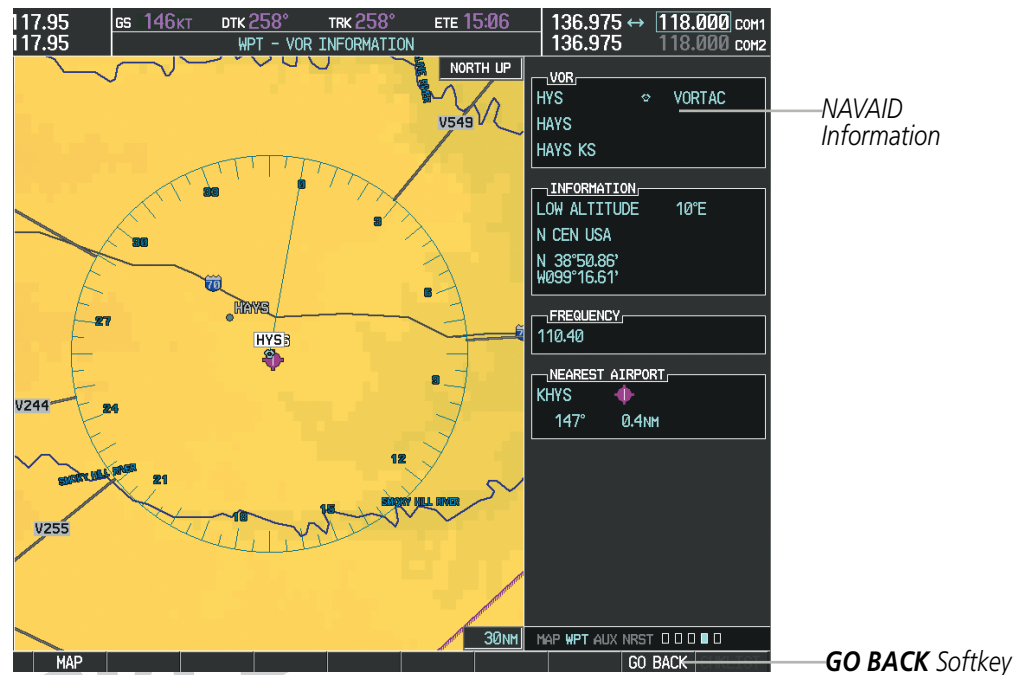 117.95 GS 146KT DTK 258° TRK 258° ETE 15:06 136.975 ↔ 118.000 COM1
117.95 WPT - VOR INFORMATION 136.975 118.000 COM2
NORTH UP
V549
0
3
6
9
12
15
18
21
24
27
30
HAYS
HYS
70
V244
V255
SMOKY HILL RIVER
SMOKY HILL RIVER
30NM
VOR
HYS VORTAC
HAYS
HAYS KS
INFORMATION
LOW ALTITUDE 10°E
N CEN USA
N 38°50.86'
W099°16.61'
FREQUENCY
110.40
NEAREST AIRPORT
KHYS
147° 0.4NM
MAP WPT AUX NRST
MAP GO BACK
NAVAID
Information
GO BACK Softkey